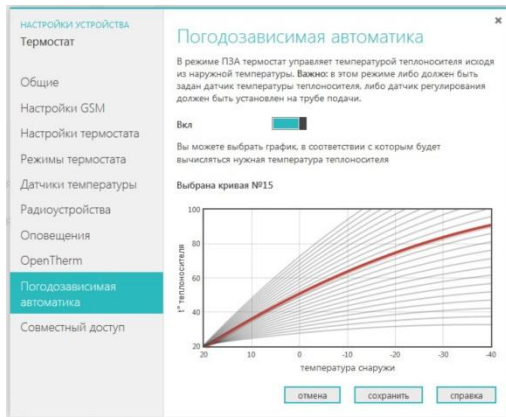 НАСТРОЙКИ УСТРОЙСТВА
Термостат
Общие
Настройки GSM
Настройки термостата
Режимы термостата
Датчики температуры
Радиоустройства
Оповещения
OpenTherm
Погодозависимая
автоматика
Совместный доступ
×
Погодозависимая автоматика
В режиме ПЗА термостат управляет температурой теплоносителя исходя
из наружной температуры. Важно: в этом режиме либо должен быть
задан датчик температуры теплоносителя, либо датчик регулирования
должен быть установлен на трубе подачи.
Вкл
Вы можете выбрать график, в соответствии с которым будет
вычисляться нужная температура теплоносителя
Выбрана кривая №15
t° теплоносителя
100
80
60
40
20
20 10 0 -10 -20 -30 -40
температура снаружи
отмена сохранить справка